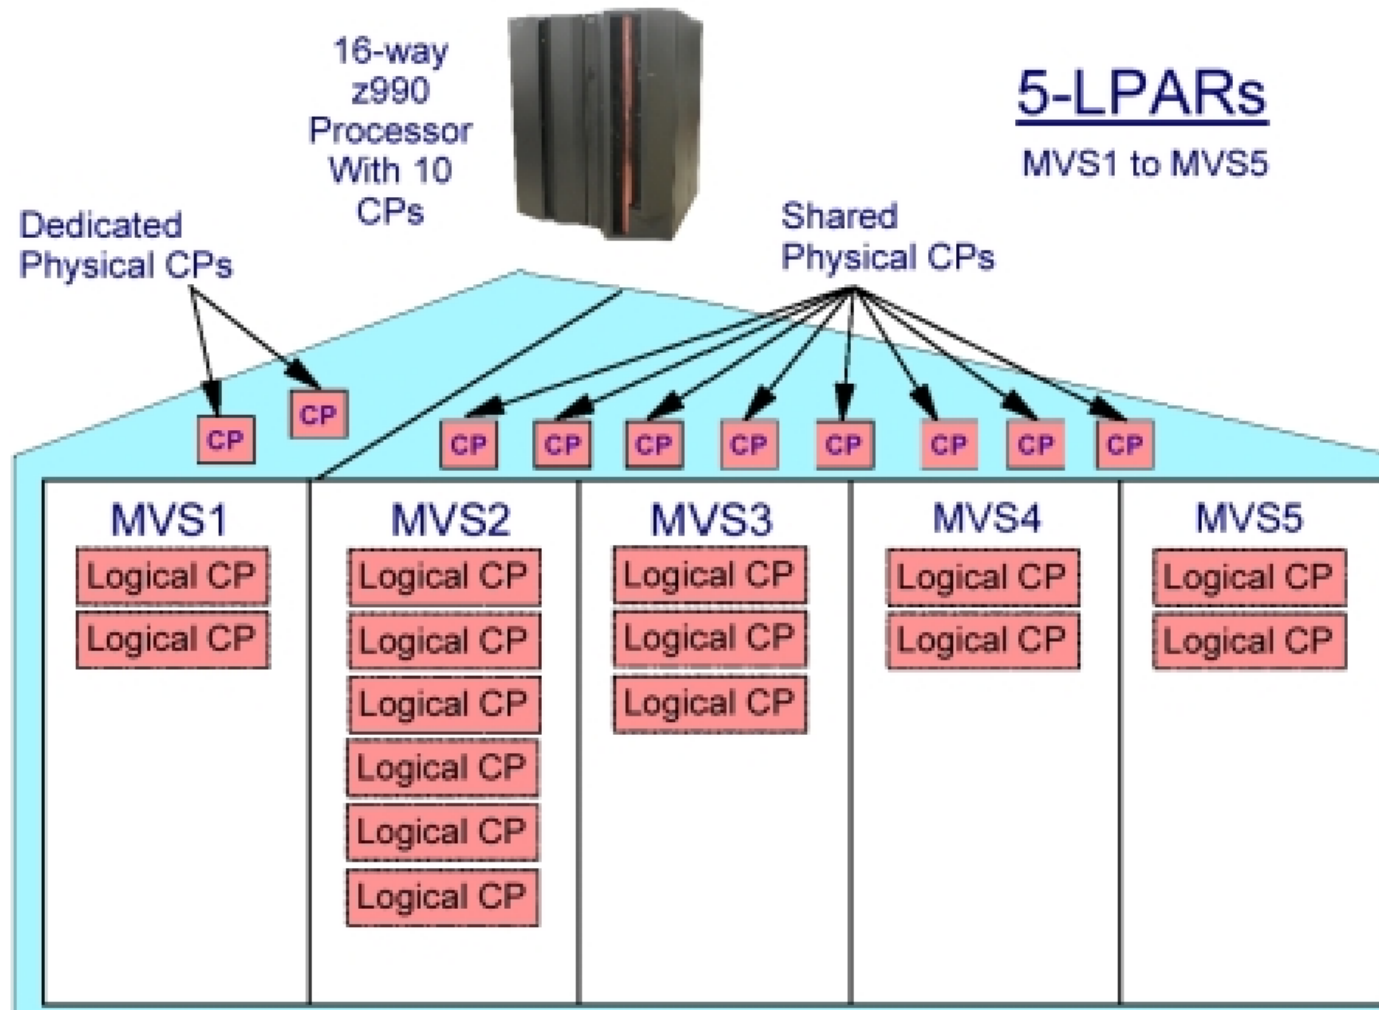 16-way
z990
Processor
With 10
CPs
5-LPARs
MVS1 to MVS5
Dedicated
Physical CPs
Shared
Physical CPs
CP
CP
CP
CP
CP
CP
CP
CP
CP
CP
MVS1
Logical CP
Logical CP
MVS2
Logical CP
Logical CP
Logical CP
Logical CP
Logical CP
Logical CP
MVS3
Logical CP
Logical CP
Logical CP
MVS4
Logical CP
Logical CP
MVS5
Logical CP
Logical CP